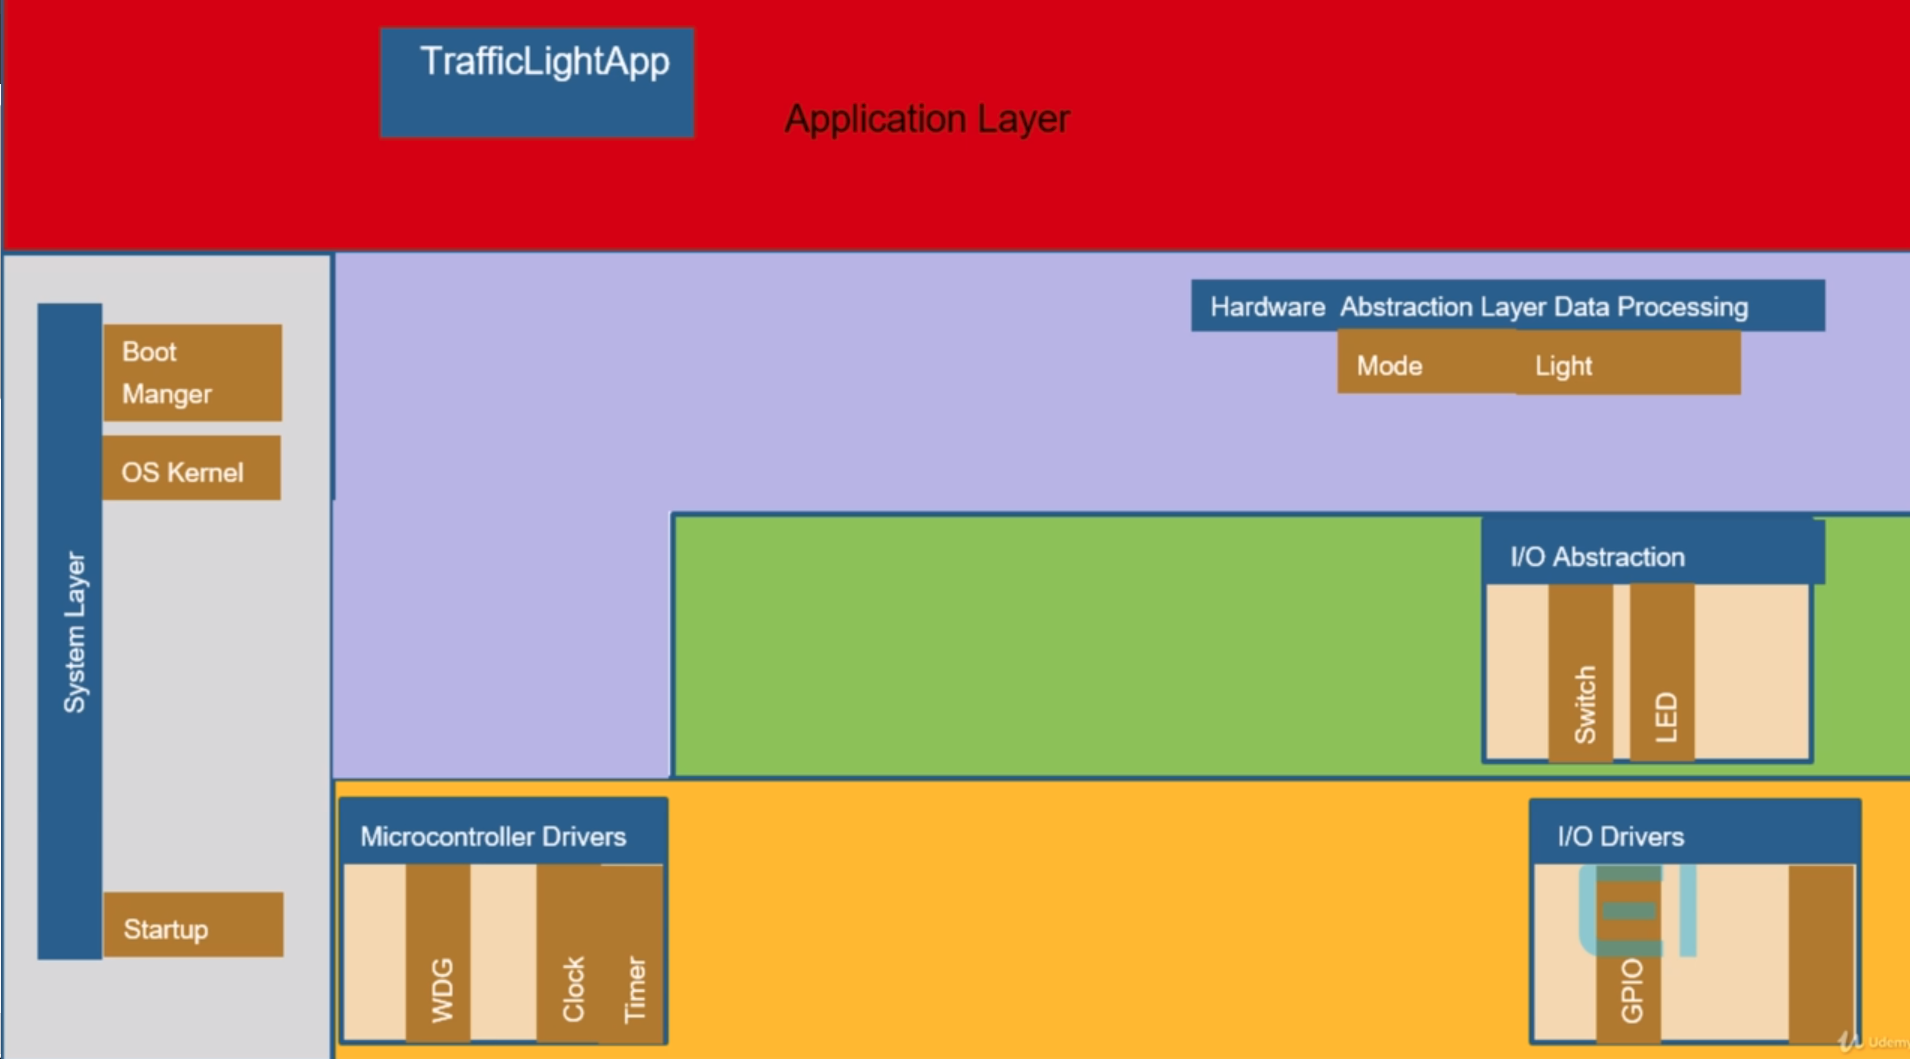 TrafficLightApp
Application Layer
Hardware Abstraction Layer Data Processing
Mode
Light
System Layer
Boot
Manger
OS Kernel
Startup
I/O Abstraction
Switch
LED
Microcontroller Drivers
WDG
Clock
Timer
I/O Drivers
GPIO
Udemy